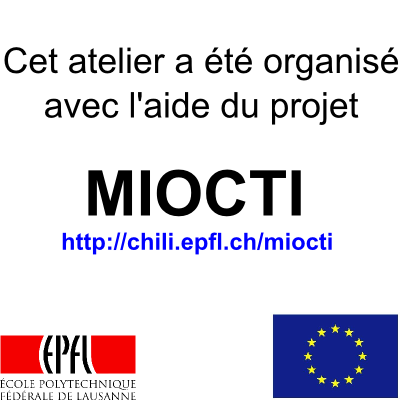 Cet atelier a été organisé
avec l'aide du projet
MIOCTI
http://chili.epfl.ch/miocti
EPFL
ÉCOLE POLYTECHNIQUE
FÉDÉRALE DE LAUSANNE